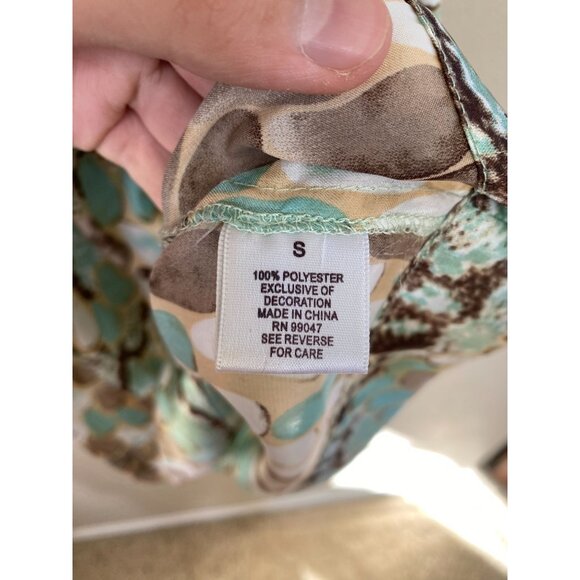 S
100% POLYESTER
EXCLUSIVE OF
DECORATION
MADE IN CHINA
RN 99047
SEE REVERSE
FOR CARE